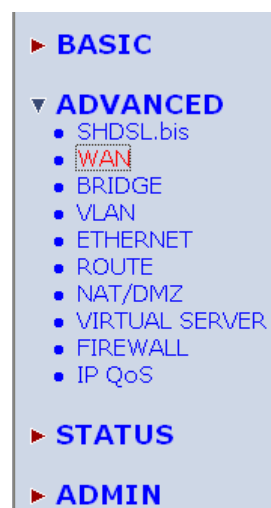 BASIC
ADVANCED
SHDSL.bis
WAN
BRIDGE
VLAN
ETHERNET
ROUTE
NAT/DMZ
VIRTUAL SERVER
FIREWALL
IP QoS
STATUS
ADMIN